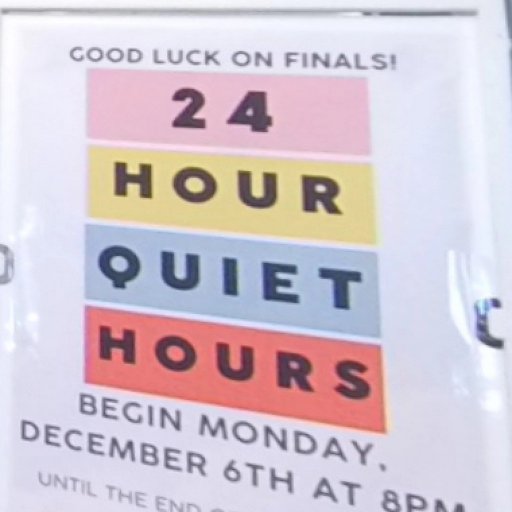 GOOD LUCK ON FINALS!
24
HOUR
QUIET
HOURS
BEGIN MONDAY,
DECEMBER 6TH AT 8PM
UNTIL THE END